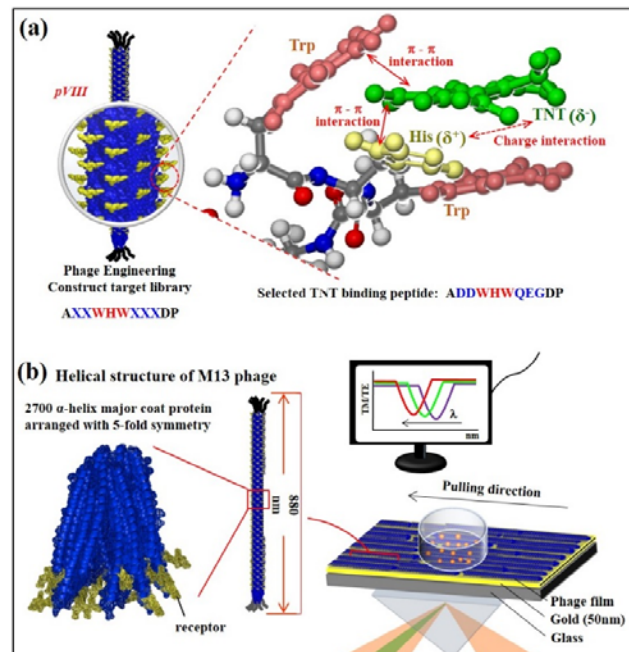 (a)
pVIII
Trp
π - π
interaction
π - π
interaction
TNT (δ-)
His (δ+)
Charge interaction
Trp
Phage Engineering
Construct target library
AXXWHWXXXDP
Selected TNT binding peptide: ADDWHWQEGDP
(b) Helical structure of M13 phage
2700 α-helix major coat protein
arranged with 5-fold symmetry
880 nm
receptor
TM/TE
λ
nm
Pulling direction
Phage film
Gold (50nm)
Glass